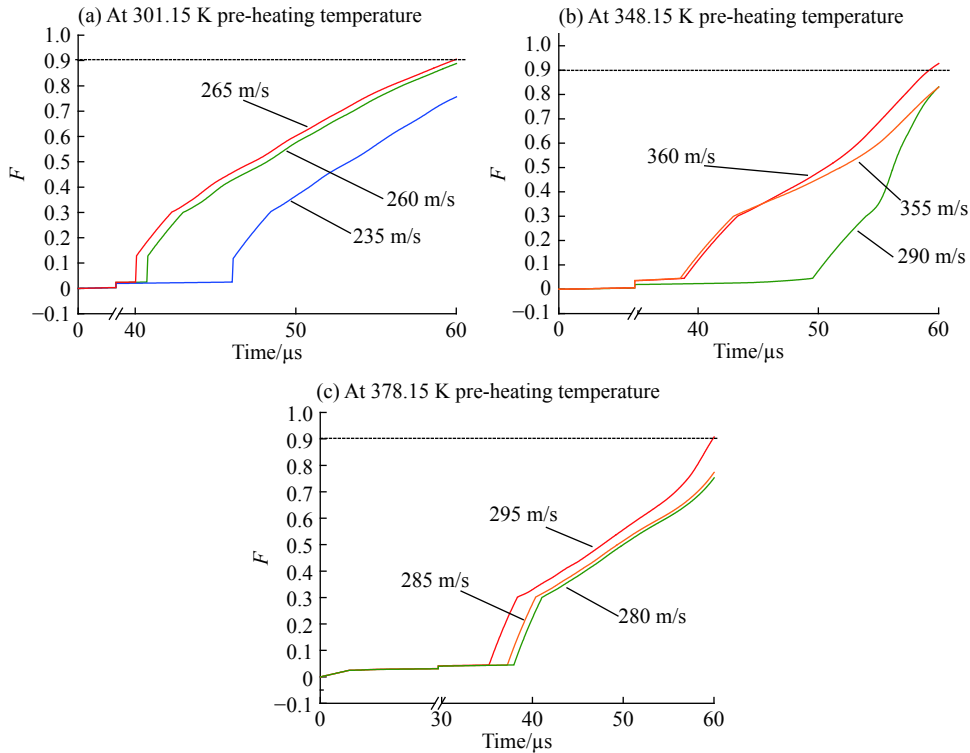 (a) At 301.15 K pre-heating temperature
1.0
0.9
0.8
0.7
0.6
0.5
0.4
0.3
0.2
0.1
0
−0.1
F
265 m/s
260 m/s
235 m/s
0
40
50
60
Time/µs
(b) At 348.15 K pre-heating temperature
1.0
0.9
0.8
0.7
0.6
0.5
0.4
0.3
0.2
0.1
0
−0.1
F
360 m/s
355 m/s
290 m/s
0
40
50
60
Time/µs
(c) At 378.15 K pre-heating temperature
1.0
0.9
0.8
0.7
0.6
0.5
0.4
0.3
0.2
0.1
0
−0.1
F
295 m/s
285 m/s
280 m/s
0
30
40
50
60
Time/µs